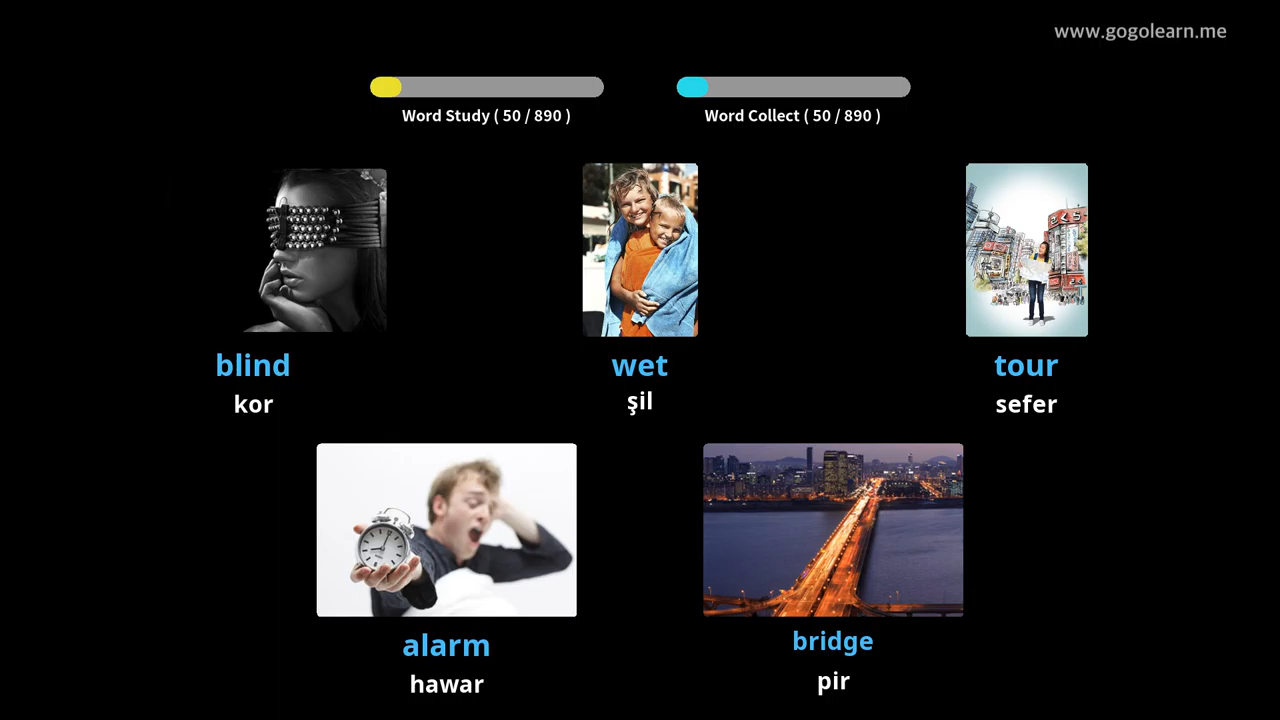 www.gogolearn.me
Word Study ( 50 / 890 )
Word Collect ( 50 / 890 )
blind
kor
wet
şil
tour
sefer
alarm
hawar
bridge
pir